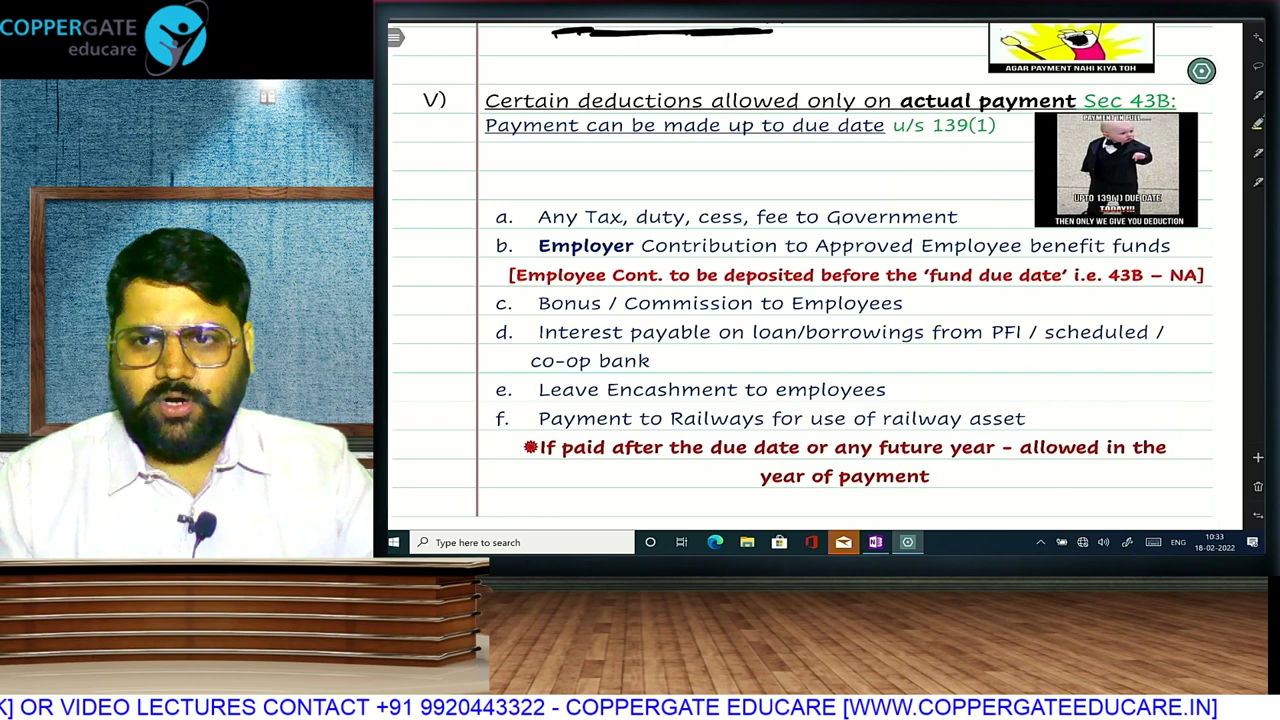 COPPERGATE
educare
AGAR PAYMENT NAHI KIYA TOH
V) Certain deductions allowed only on actual payment Sec 43B:
Payment can be made up to due date u/s 139(1)
PAYMENT IN FULL....
UPTO 139(1) DUE DATE
TODAY!!!
THEN ONLY WE GIVE YOU DEDUCTION
a. Any Tax, duty, cess, fee to Government
b. Employer Contribution to Approved Employee benefit funds
[Employee Cont. to be deposited before the ‘fund due date’ i.e. 43B – NA]
c. Bonus / Commission to Employees
d. Interest payable on loan/borrowings from PFI / scheduled /
co-op bank
e. Leave Encashment to employees
f. Payment to Railways for use of railway asset
If paid after the due date or any future year - allowed in the
year of payment
Type here to search
ENG
10:33
18-02-2022
K] OR VIDEO LECTURES CONTACT +91 9920443322 - COPPERGATE EDUCARE [WWW.COPPERGATEEDUCARE.IN]